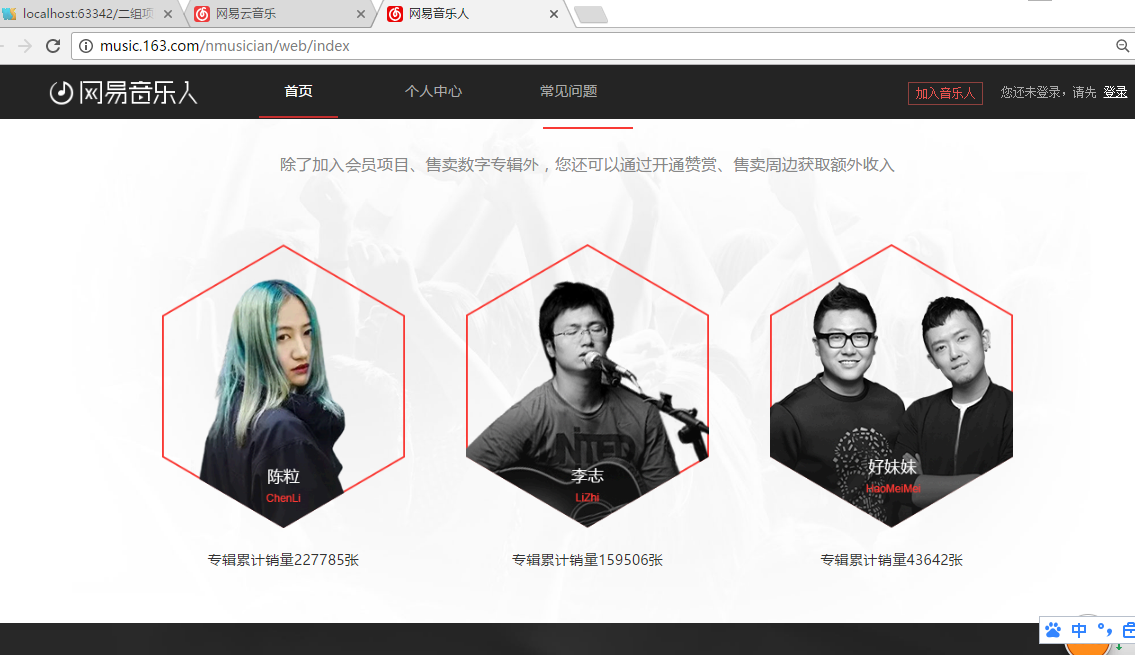 localhost:63342/二组项
网易云音乐
网易音乐人
music.163.com/nmusician/web/index
网易音乐人
首页
个人中心
常见问题
加入音乐人
您还未登录，请先 登录
除了加入会员项目、售卖数字专辑外，您还可以通过开通赞赏、售卖周边获取额外收入
NITED
陈粒
ChenLi
李志
LiZhi
好妹妹
HaoMeiMei
专辑累计销量227785张
专辑累计销量159506张
专辑累计销量43642张
中